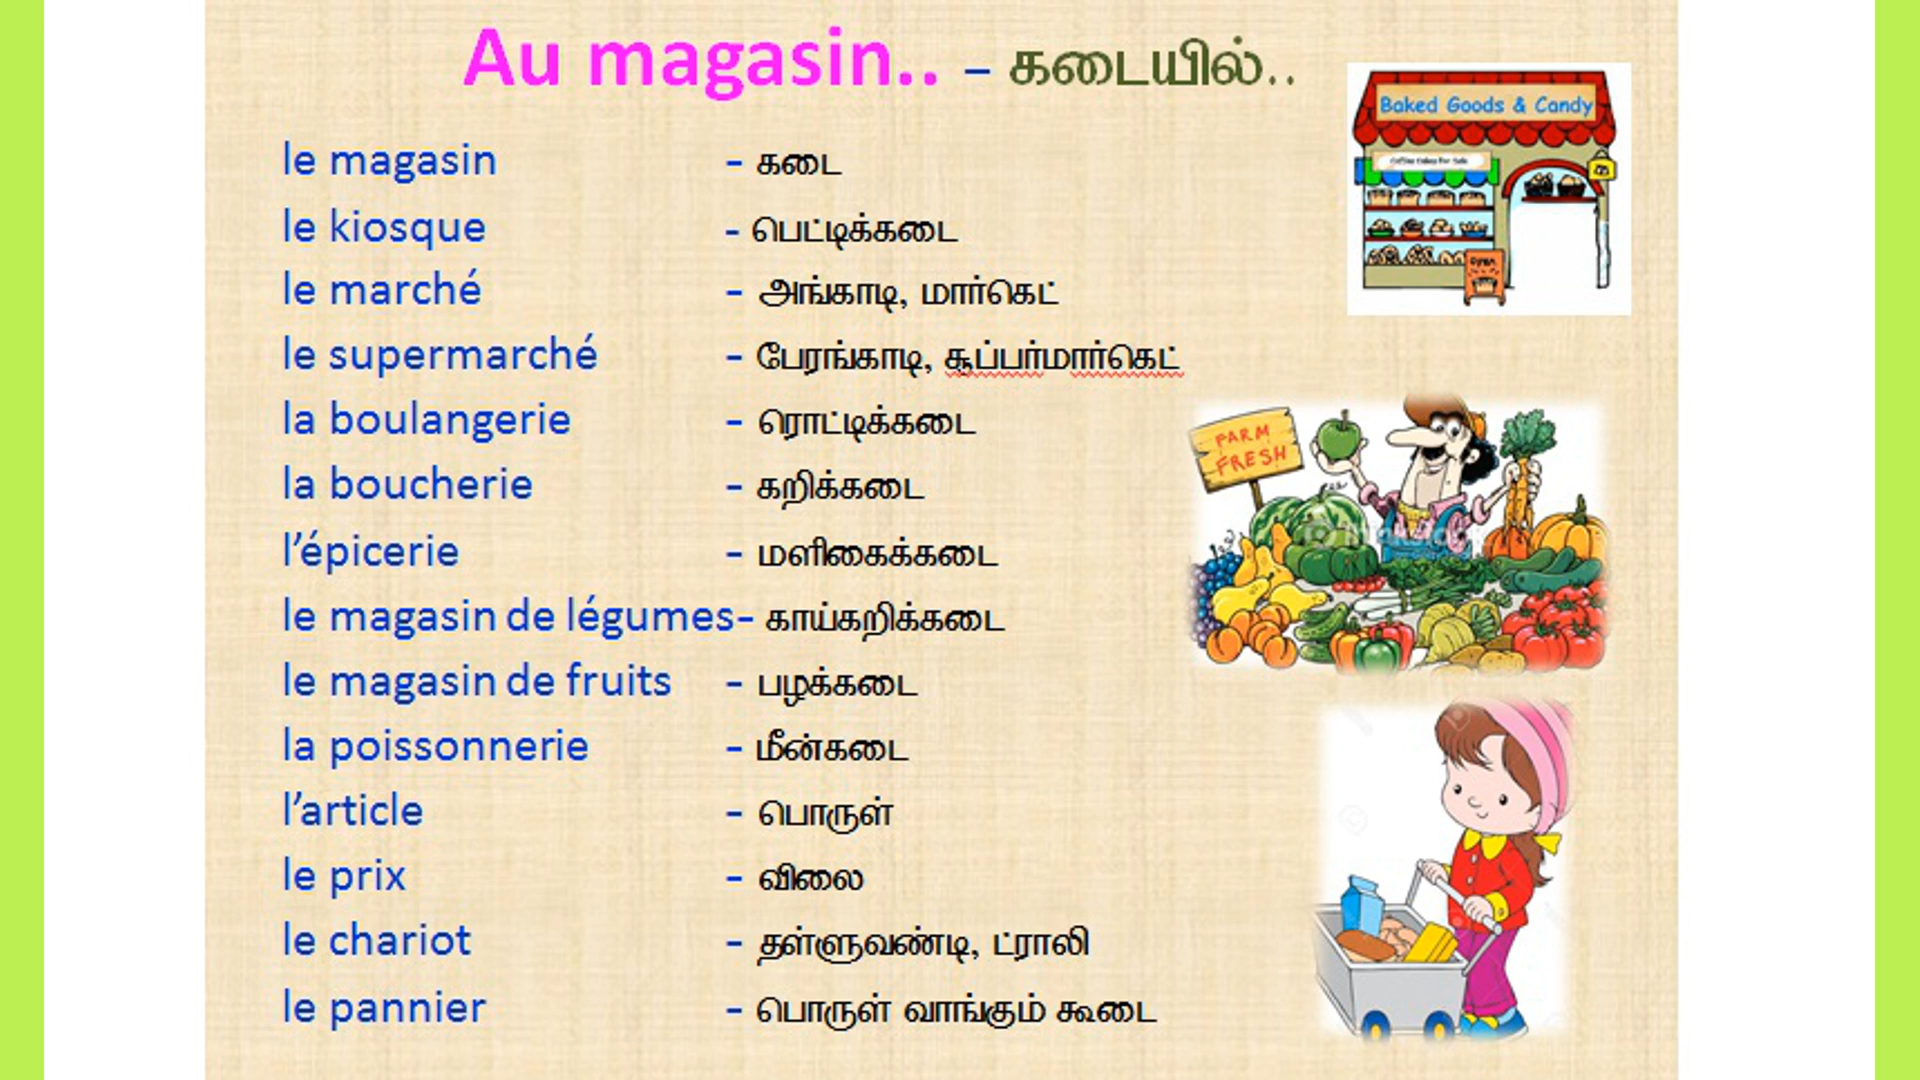 Au magasin.. – கடையில்..
Baked Goods & Candy
le magasin – கடை
le kiosque – பெட்டிக்கடை
OPEN
le marché – அங்காடி, மார்கெட்
le supermarché – பேரங்காடி, சூப்பர்மார்கெட்
la boulangerie – ரொட்டிக்கடை
FARM
FRESH
la boucherie – கறிக்கடை
l’épicerie – மளிகைக்கடை
le magasin de légumes– காய்கறிக்கடை
le magasin de fruits – பழக்கடை
la poissonnerie – மீன்கடை
l’article – பொருள்
le prix – விலை
le chariot – தள்ளுவண்டி, ட்ராலி
le pannier – பொருள் வாங்கும் கூடை